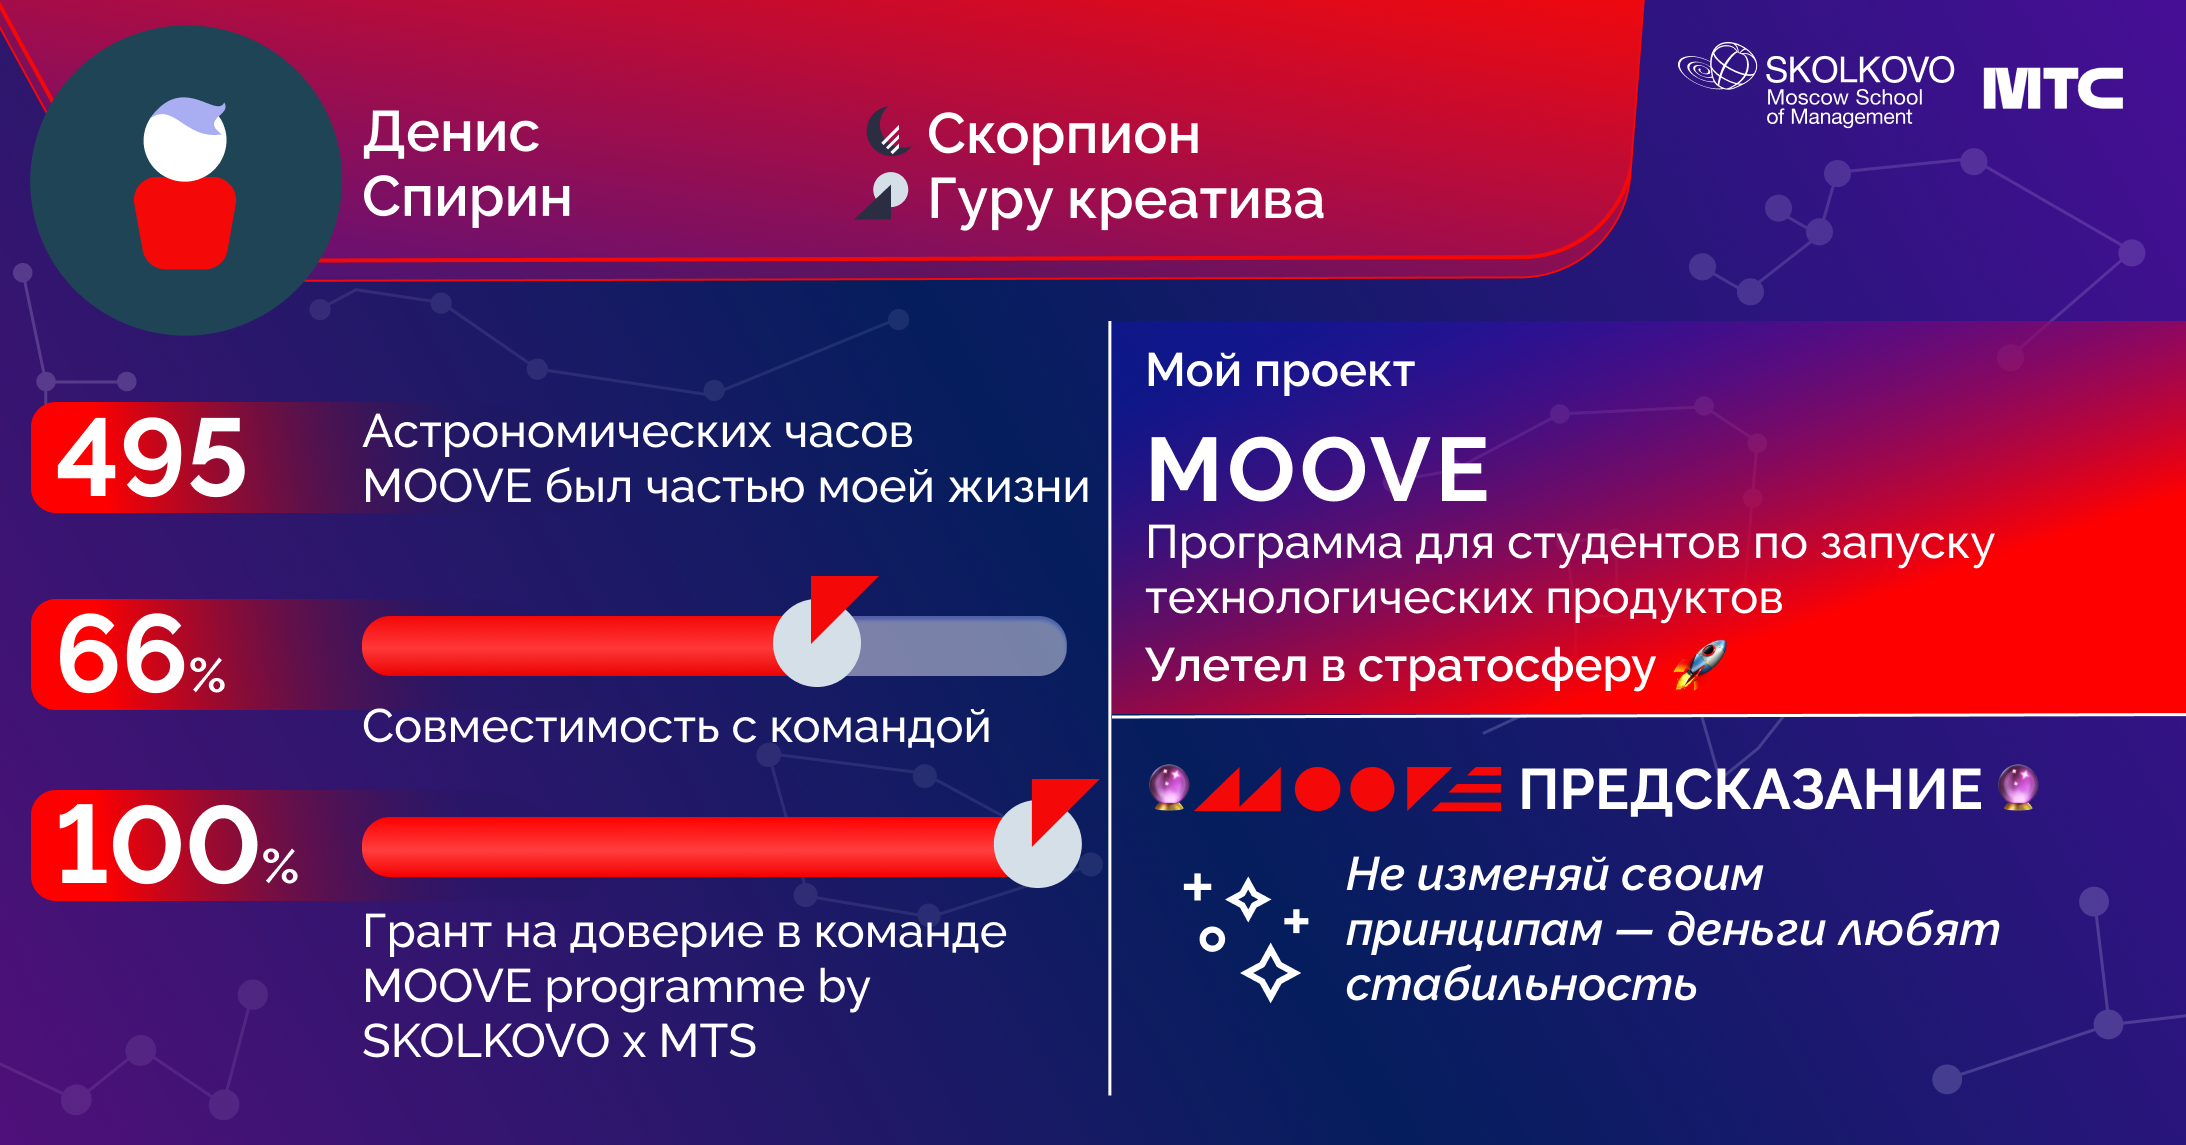 Денис
Спирин
Скорпион
Гуру креатива
SKOLKOVO
Moscow School
of Management
МТС
495
Астрономических часов
MOOVE был частью моей жизни
66%
Совместимость с командой
100%
Грант на доверие в команде
MOOVE programme by
SKOLKOVO x MTS
Мой проект
MOOVE
Программа для студентов по запуску
технологических продуктов
Улетел в стратосферу 🚀
🔮MOOVE ПРЕДСКАЗАНИЕ🔮
Не изменяй своим
принципам — деньги любят
стабильность